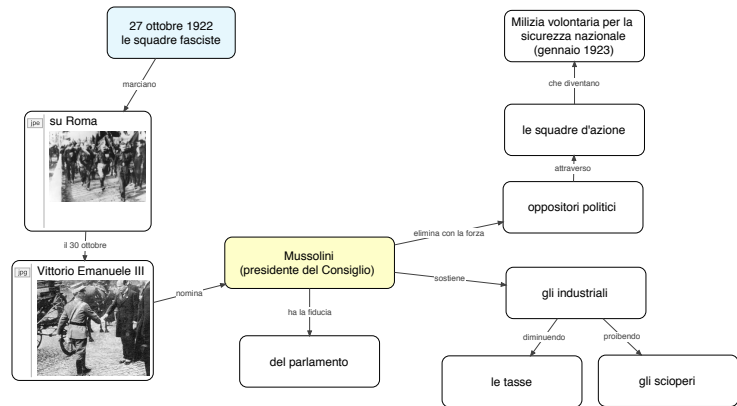 27 ottobre 1922
le squadre fasciste
marciano
jpe
su Roma
il 30 ottobre
jpg
Vittorio Emanuele III
nomina
Mussolini
(presidente del Consiglio)
ha la fiducia
del parlamento
elimina con la forza
oppositori politici
attraverso
le squadre d'azione
che diventano
Milizia volontaria per la
sicurezza nazionale
(gennaio 1923)
sostiene
gli industriali
diminuendo
le tasse
proibendo
gli scioperi